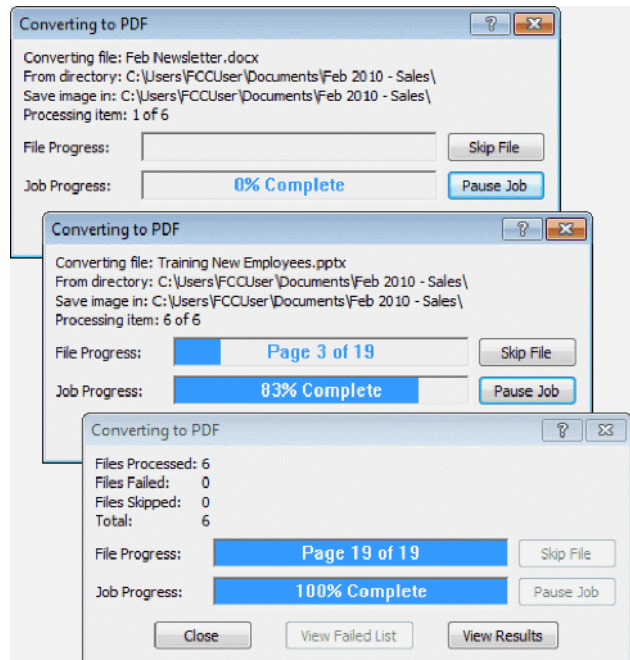 Converting to PDF
Converting file: Feb Newsletter.docx
From directory: C:\Users\FCCUser\Documents\Feb 2010 - Sales\
Save image in: C:\Users\FCCUser\Documents\Feb 2010 - Sales\
Processing item: 1 of 6
File Progress: Skip File
Job Progress: 0% Complete Pause Job
Converting to PDF
Converting file: Training New Employees.pptx
From directory: C:\Users\FCCUser\Documents\Feb 2010 - Sales\
Save image in: C:\Users\FCCUser\Documents\Feb 2010 - Sales\
Processing item: 6 of 6
File Progress: Page 3 of 19 Skip File
Job Progress: 83% Complete Pause Job
Converting to PDF
Files Processed: 6
Files Failed: 0
Files Skipped: 0
Total: 6
File Progress: Page 19 of 19 Skip File
Job Progress: 100% Complete Pause Job
Close View Failed List View Results